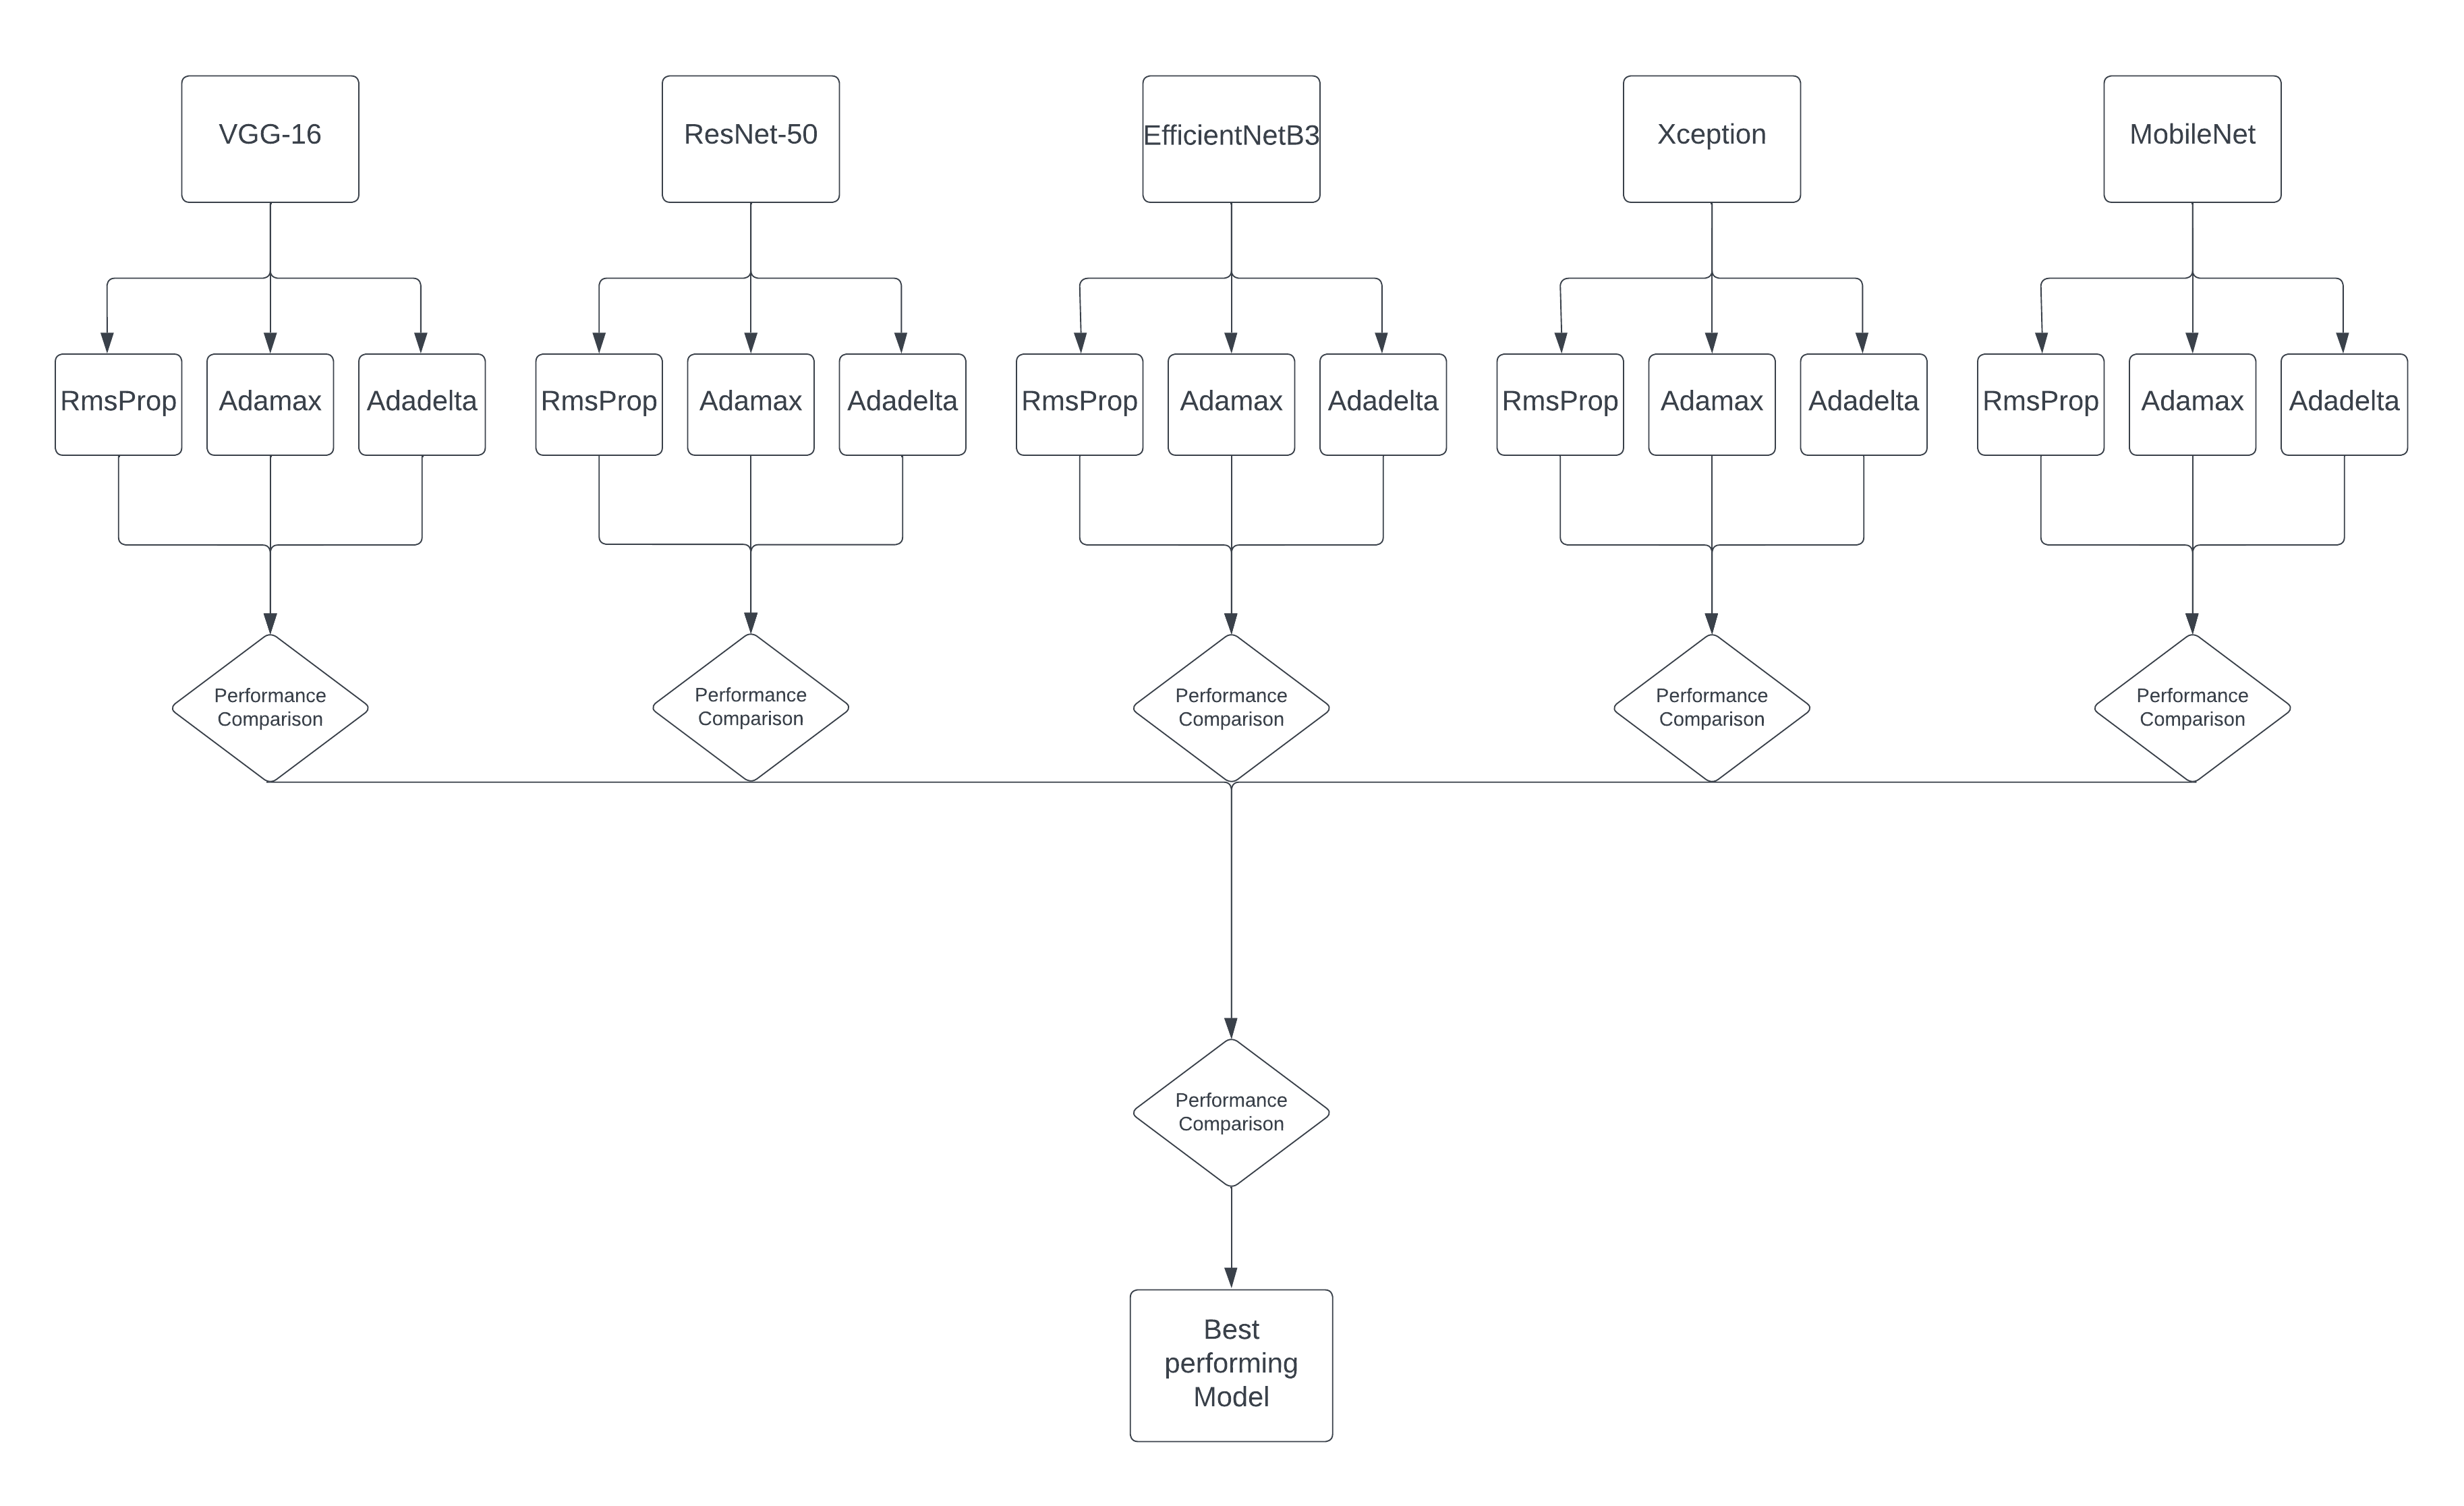 VGG-16
ResNet-50
EfficientNetB3
Xception
MobileNet
RmsProp
Adamax
Adadelta
RmsProp
Adamax
Adadelta
RmsProp
Adamax
Adadelta
RmsProp
Adamax
Adadelta
RmsProp
Adamax
Adadelta
Performance
Comparison
Performance
Comparison
Performance
Comparison
Performance
Comparison
Performance
Comparison
Performance
Comparison
Best
performing
Model